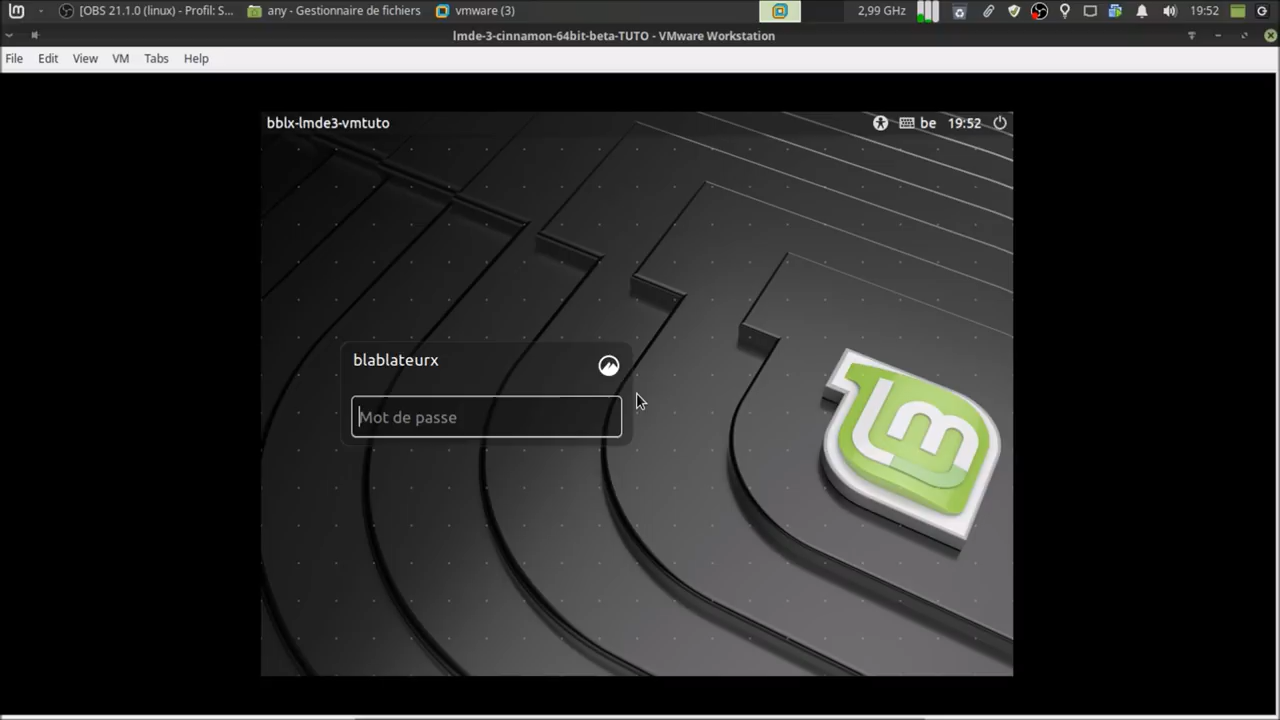 [OBS 21.1.0 (linux) - Profil: S... any - Gestionnaire de fichiers vmware (3) 2,99 GHz 19:52
lmde-3-cinnamon-64bit-beta-TUTO - VMware Workstation
File Edit View VM Tabs Help
bblx-lmde3-vmtuto be 19:52
blablateurx
Mot de passe
lm